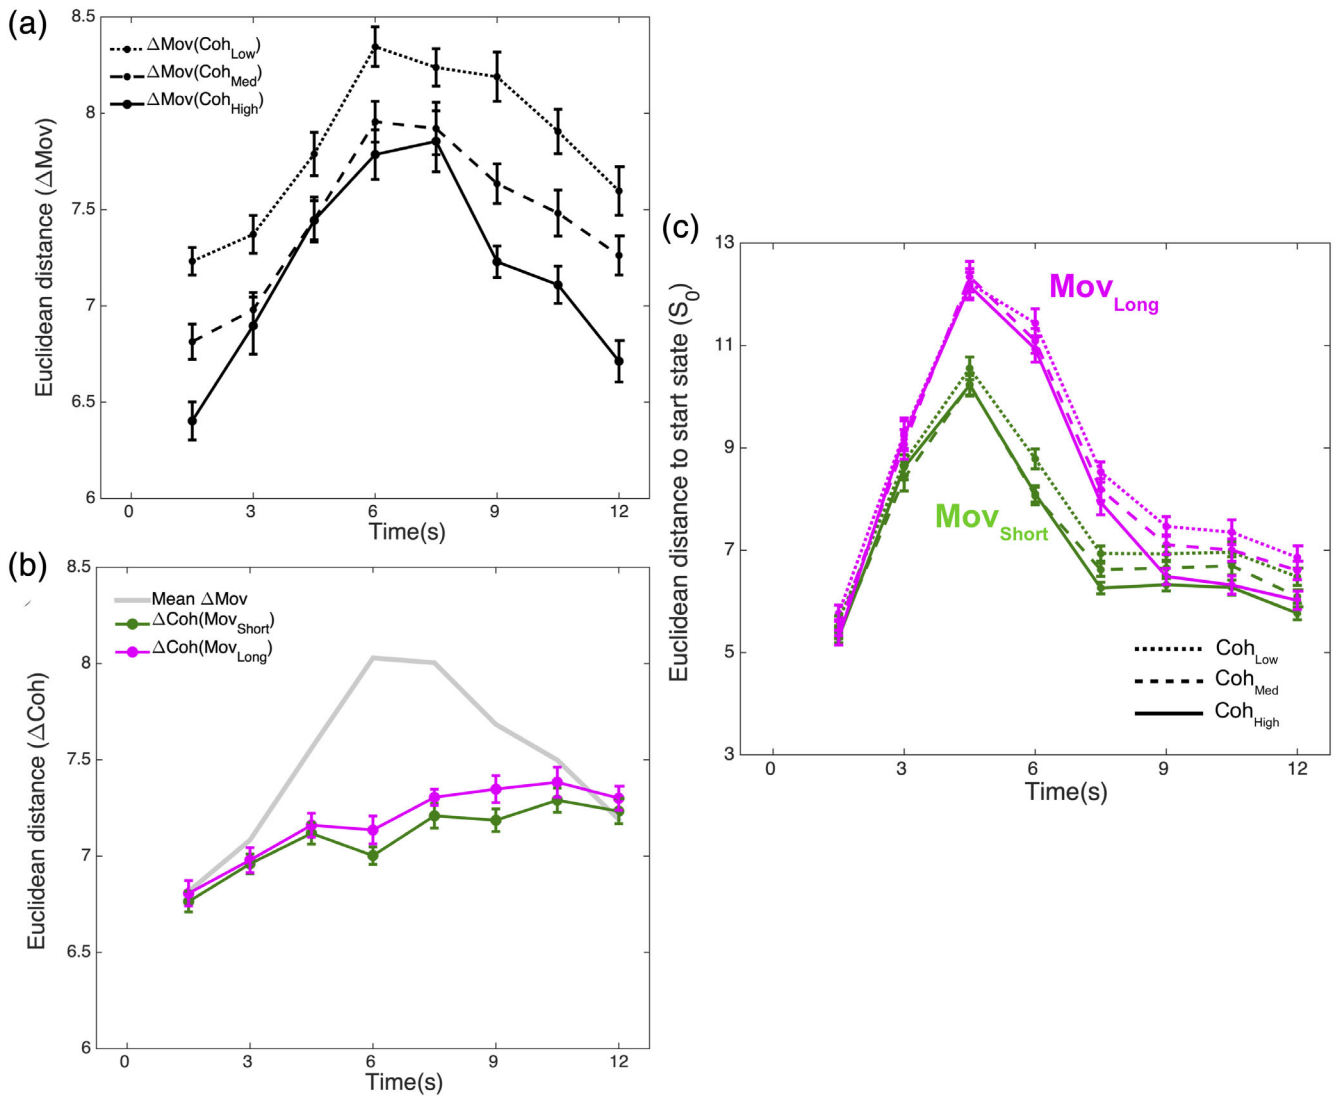 (a)
8.5
8
7.5
7
6.5
6
Euclidean distance (ΔMov)
ΔMov(CohLow)
ΔMov(CohMed)
ΔMov(CohHigh)
0 3 6 9 12
Time(s)
(b)
8.5
8
7.5
7
6.5
6
Euclidean distance (ΔCoh)
Mean ΔMov
ΔCoh(MovShort)
ΔCoh(MovLong)
0 3 6 9 12
Time(s)
(c)
13
11
9
7
5
3
Euclidean distance to start state (S0)
MovLong
MovShort
CohLow
CohMed
CohHigh
0 3 6 9 12
Time(s)